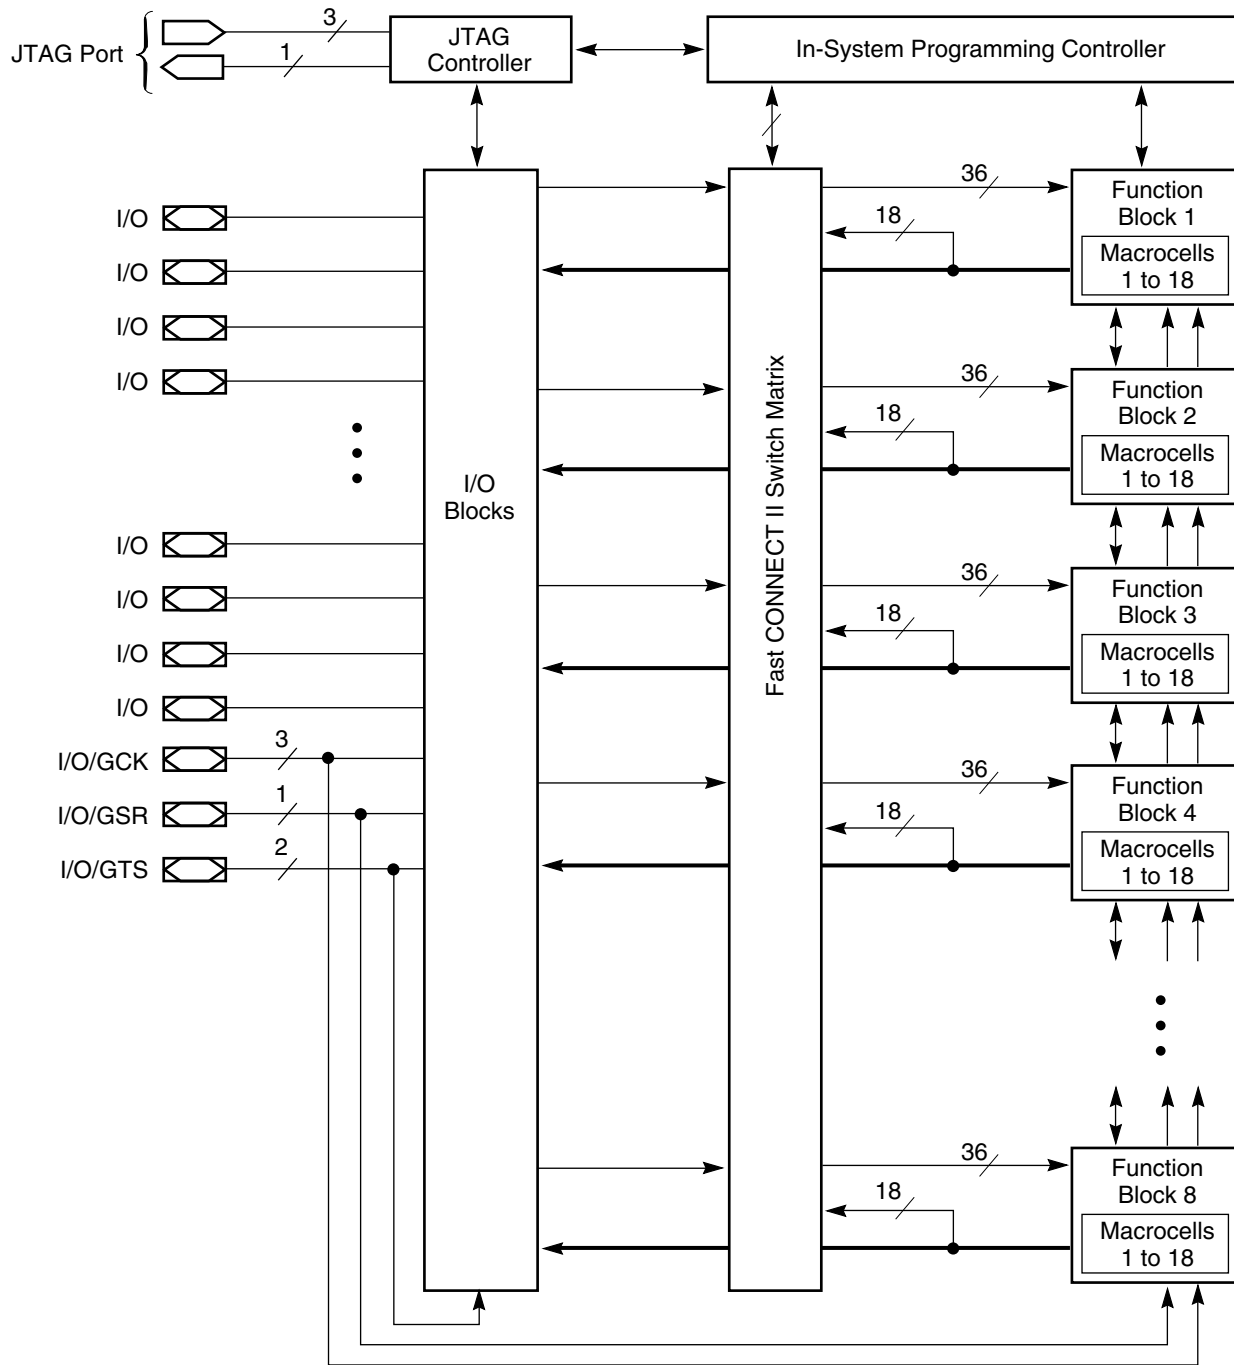 JTAG Port
3
1
JTAG
Controller
In-System Programming Controller
I/O
I/O
I/O
I/O
I/O
I/O
I/O
I/O
I/O/GCK
3
I/O/GSR
1
I/O/GTS
2
I/O
Blocks
Fast CONNECT II Switch Matrix
36
18
Function
Block 1
Macrocells
1 to 18
36
18
Function
Block 2
Macrocells
1 to 18
36
18
Function
Block 3
Macrocells
1 to 18
36
18
Function
Block 4
Macrocells
1 to 18
36
18
Function
Block 8
Macrocells
1 to 18